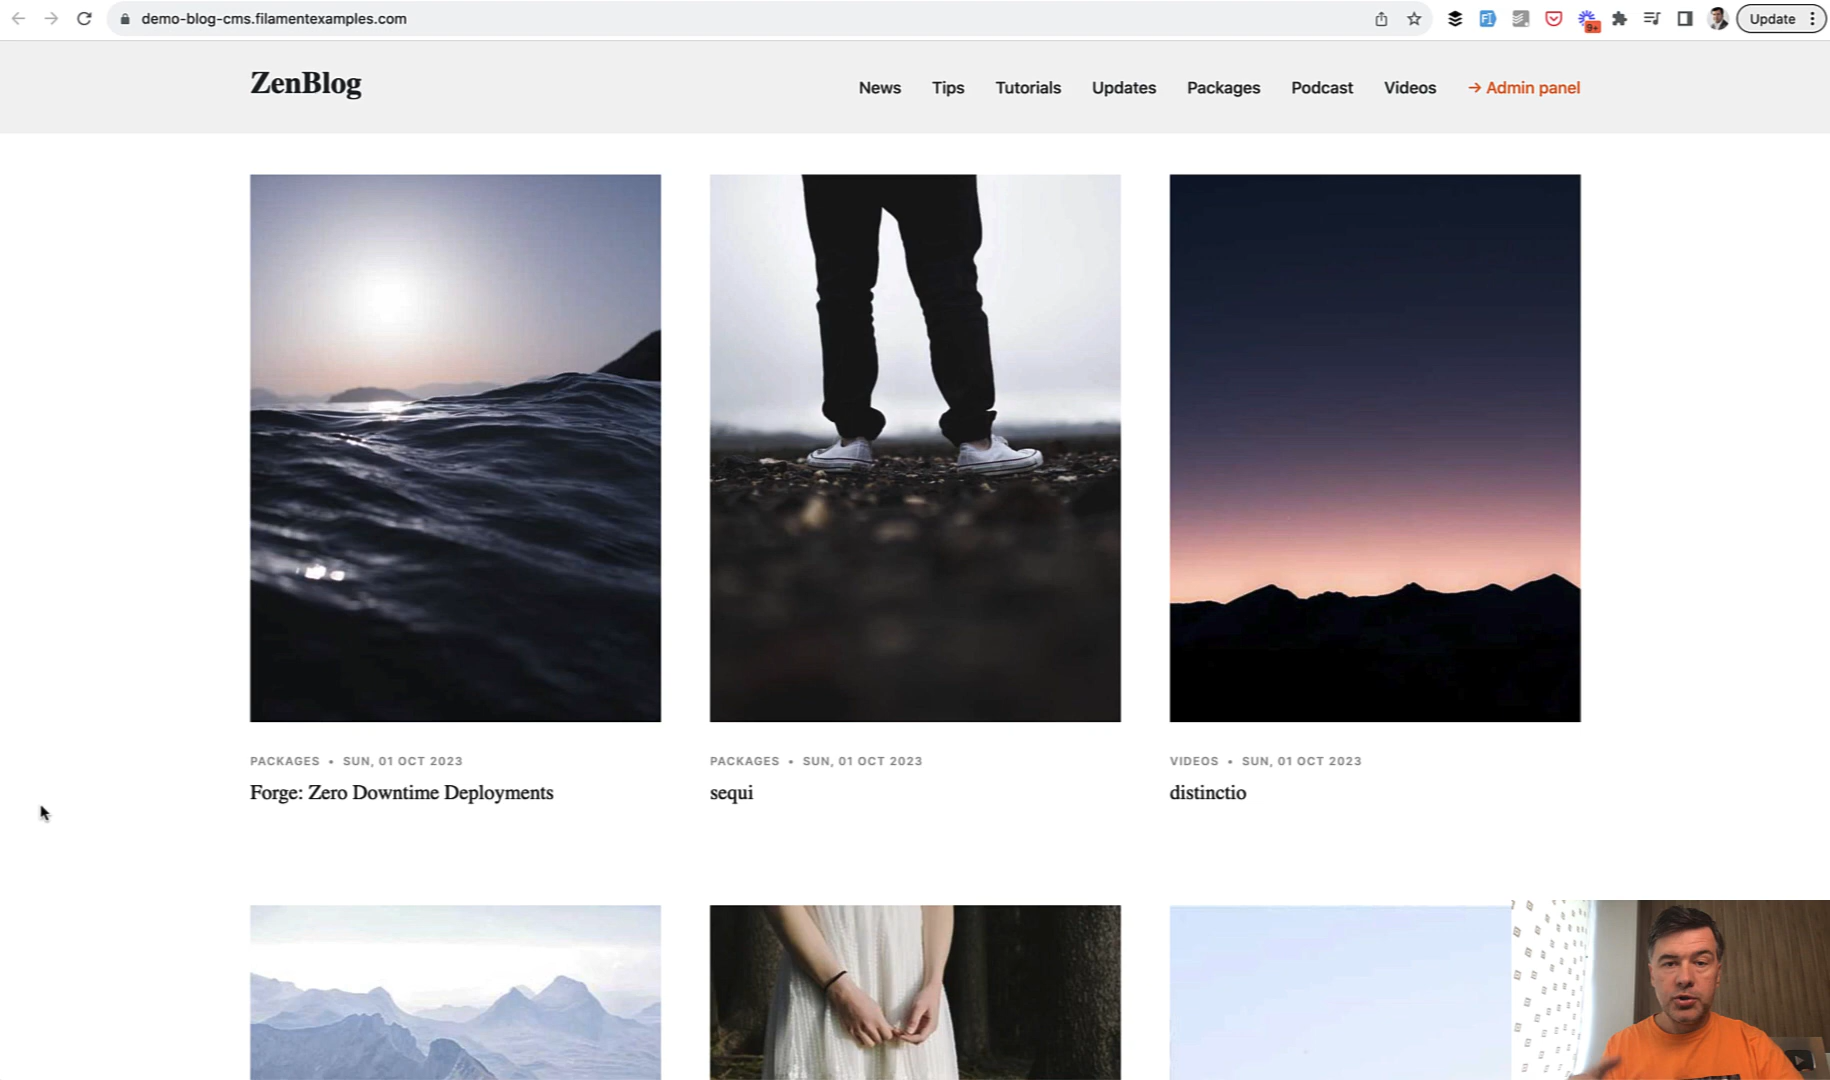 demo-blog-cms.filamentexamples.com
9+
Update
ZenBlog
News
Tips
Tutorials
Updates
Packages
Podcast
Videos
→ Admin panel
PACKAGES • SUN, 01 OCT 2023
Forge: Zero Downtime Deployments
PACKAGES • SUN, 01 OCT 2023
sequi
VIDEOS • SUN, 01 OCT 2023
distinctio